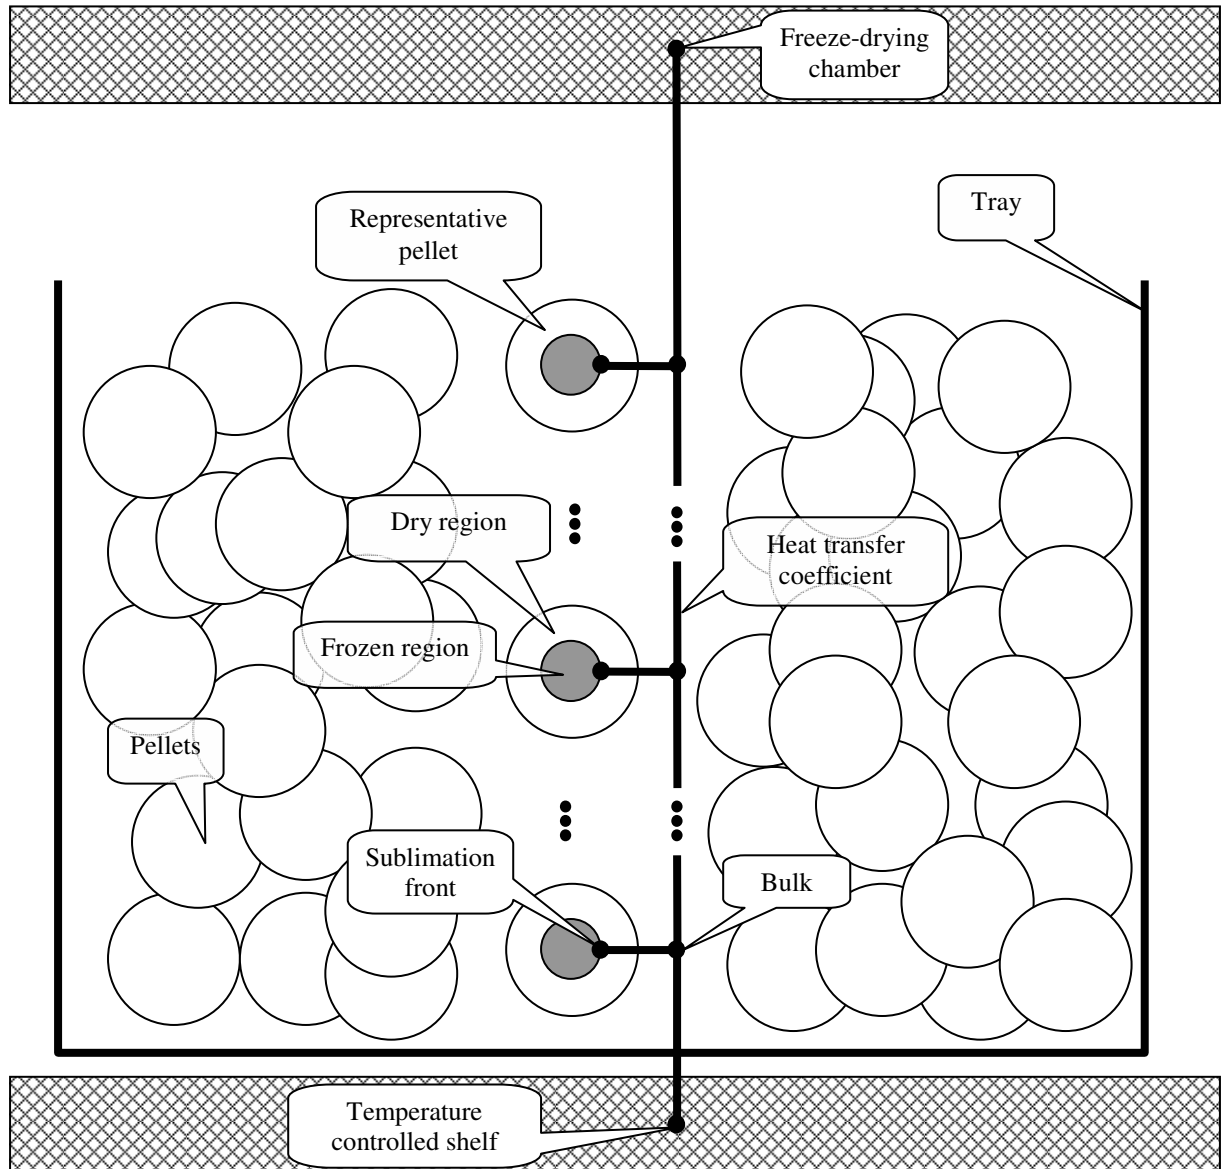 Freeze-drying
chamber
Representative
pellet
Tray
Dry region
Heat transfer
coefficient
Frozen region
Pellets
Sublimation
front
Bulk
Temperature
controlled shelf